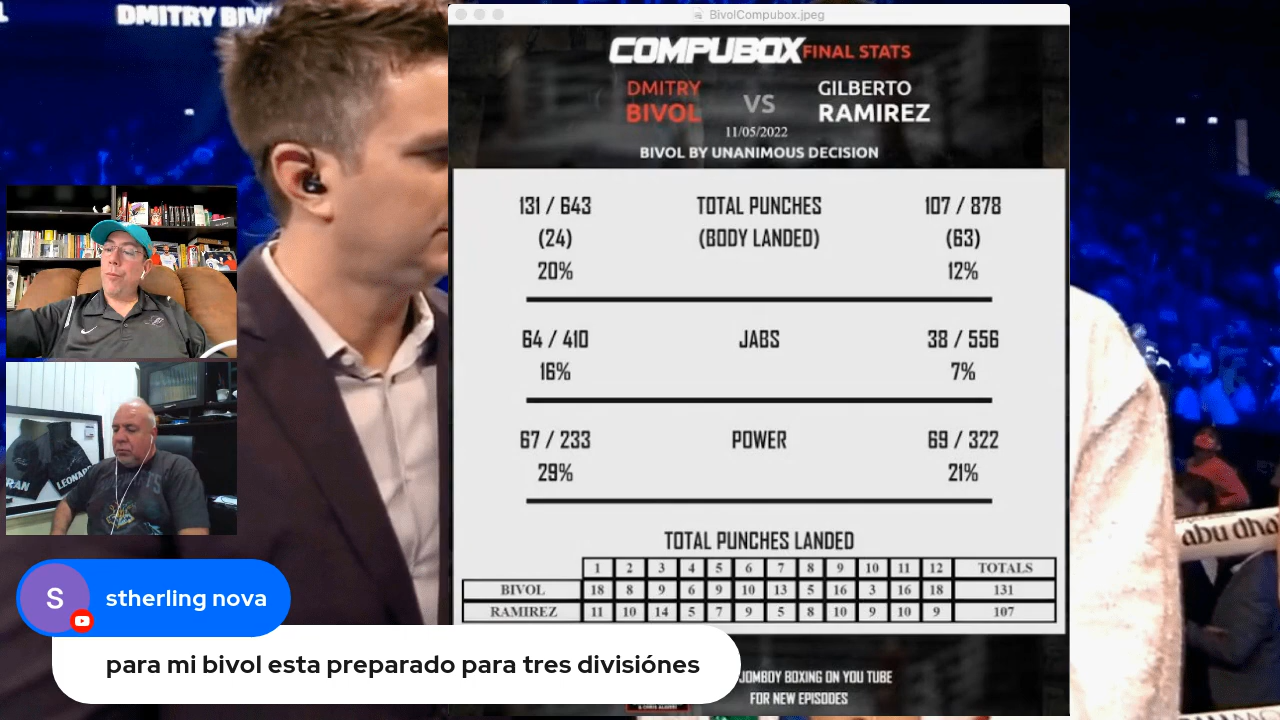 DMITRY BIV
BivolCompubox.jpeg
COMPUBOX FINAL STATS
DMITRY BIVOL
VS
GILBERTO RAMIREZ
11/05/2022
BIVOL BY UNANIMOUS DECISION
131 / 643 TOTAL PUNCHES 107 / 878
(24) (BODY LANDED) (63)
20% 12%
64 / 410 JABS 38 / 556
16% 7%
67 / 233 POWER 69 / 322
29% 21%
TOTAL PUNCHES LANDED
1 2 3 4 5 6 7 8 9 10 11 12 TOTALS
BIVOL 18 8 9 6 9 10 13 5 16 3 16 18 131
RAMIREZ 11 10 14 5 7 9 5 8 10 9 10 9 107
JOMBOY BOXING ON YOU TUBE
FOR NEW EPISODES
RAN
LEONARD
abu dha
S
stherling nova
para mi bivol esta preparado para tres divisiónes